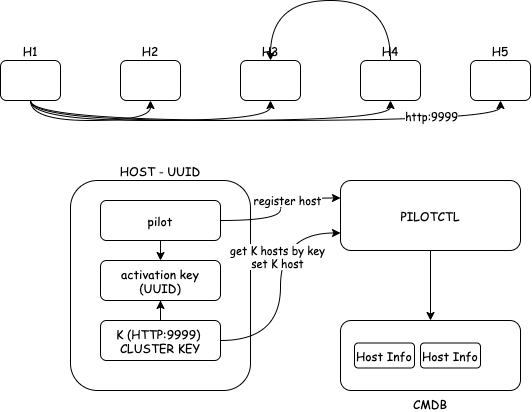 H1
H2
H3
H4
H5
http:9999
HOST - UUID
pilot
register host
PILOTCTL
get K hosts by key
set K host
activation key
(UUID)
K (HTTP:9999)
CLUSTER KEY
Host Info
Host Info
CMDB